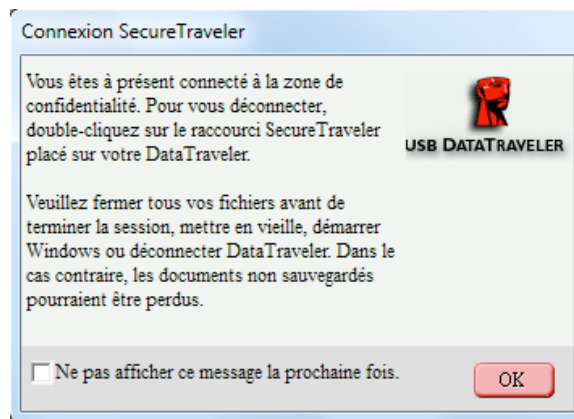 Connexion SecureTraveler
Vous êtes à présent connecté à la zone de
confidentialité. Pour vous déconnecter,
double-cliquez sur le raccourci SecureTraveler
placé sur votre DataTraveler.
USB DATATRAVELER
Veuillez fermer tous vos fichiers avant de
terminer la session, mettre en vieille, démarrer
Windows ou déconnecter DataTraveler. Dans le
cas contraire, les documents non sauvegardés
pourraient être perdus.
Ne pas afficher ce message la prochaine fois.
OK